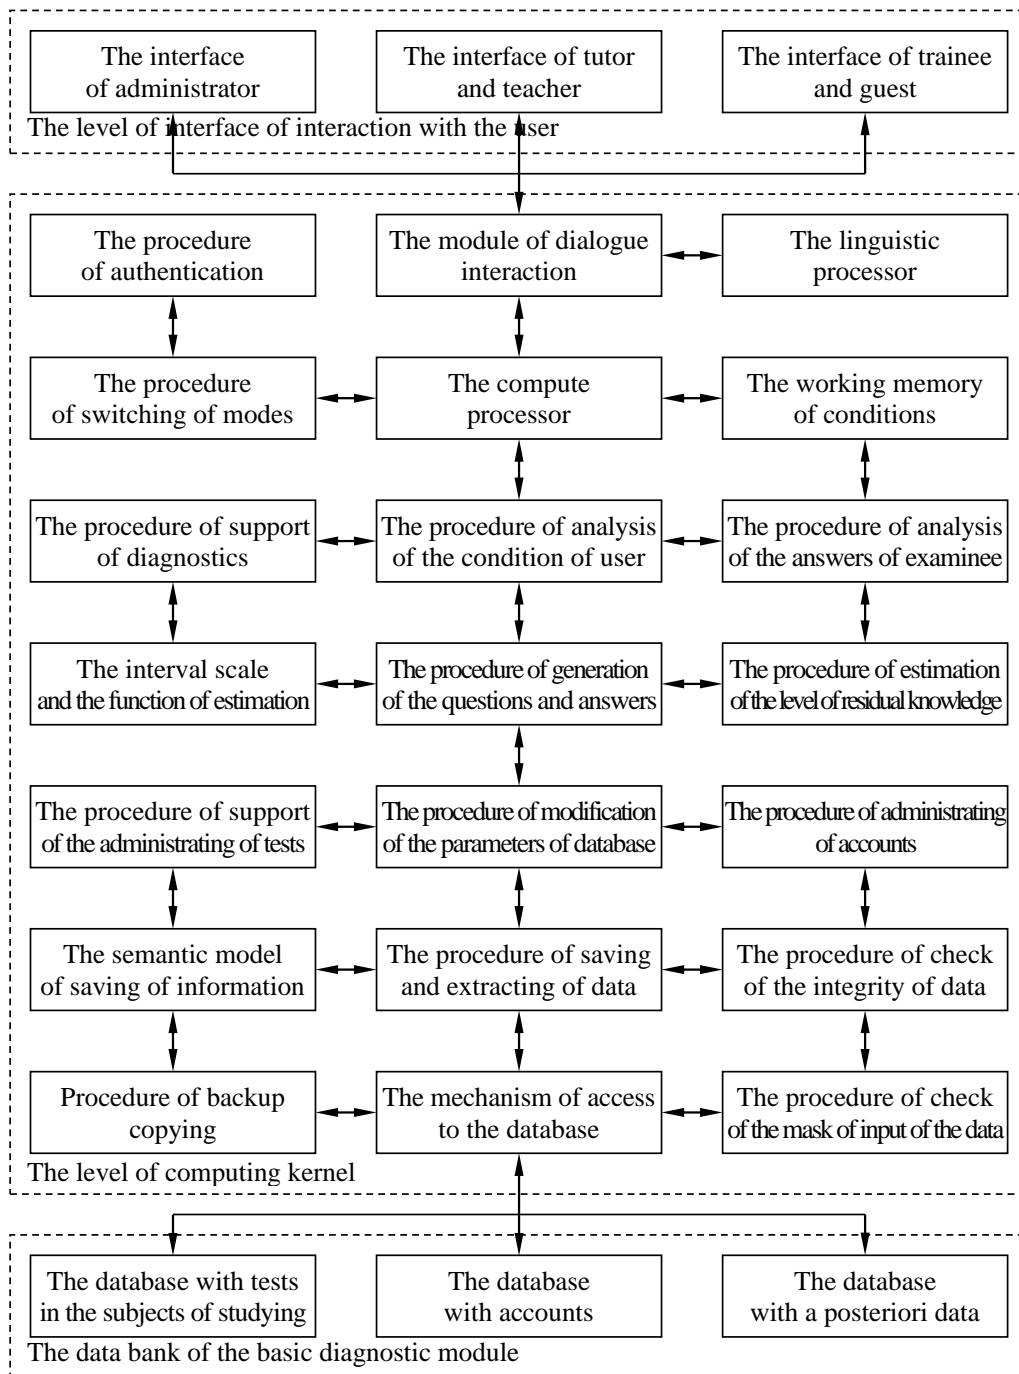 The interface
of administrator
The interface of tutor
and teacher
The interface of trainee
and guest
The level of interface of interaction with the user
The procedure
of authentication
The module of dialogue
interaction
The linguistic
processor
The procedure
of switching of modes
The compute
processor
The working memory
of conditions
The procedure of support
of diagnostics
The procedure of analysis
of the condition of user
The procedure of analysis
of the answers of examinee
The interval scale
and the function of estimation
The procedure of generation
of the questions and answers
The procedure of estimation
of the level of residual knowledge
The procedure of support
of the administrating of tests
The procedure of modification
of the parameters of database
The procedure of administrating
of accounts
The semantic model
of saving of information
The procedure of saving
and extracting of data
The procedure of check
of the integrity of data
Procedure of backup
copying
The mechanism of access
to the database
The procedure of check
of the mask of input of the data
The level of computing kernel
The database with tests
in the subjects of studying
The database
with accounts
The database
with a posteriori data
The data bank of the basic diagnostic module